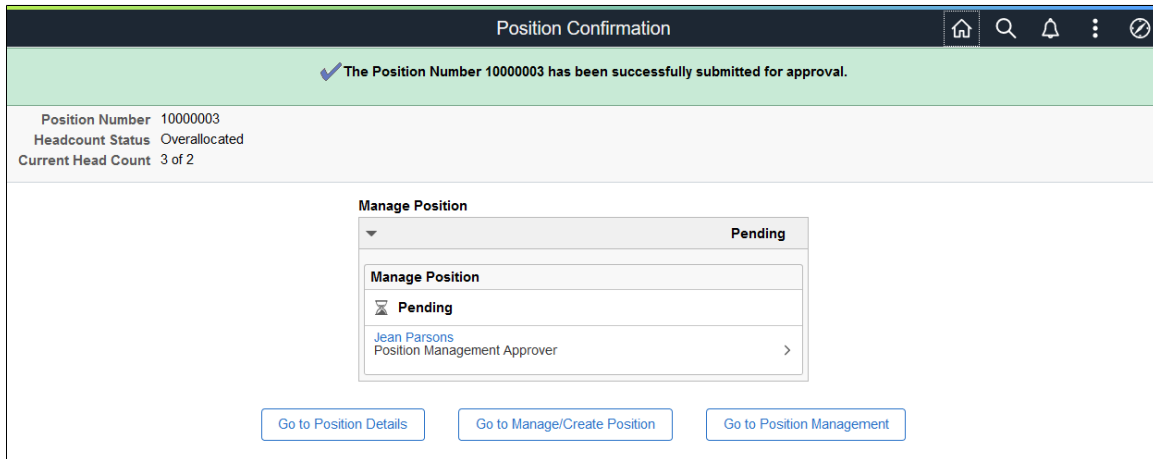 Position Confirmation
The Position Number 10000003 has been successfully submitted for approval.
Position Number 10000003
Headcount Status Overallocated
Current Head Count 3 of 2
Manage Position
Pending
Manage Position
Pending
Jean Parsons
Position Management Approver
Go to Position Details Go to Manage/Create Position Go to Position Management